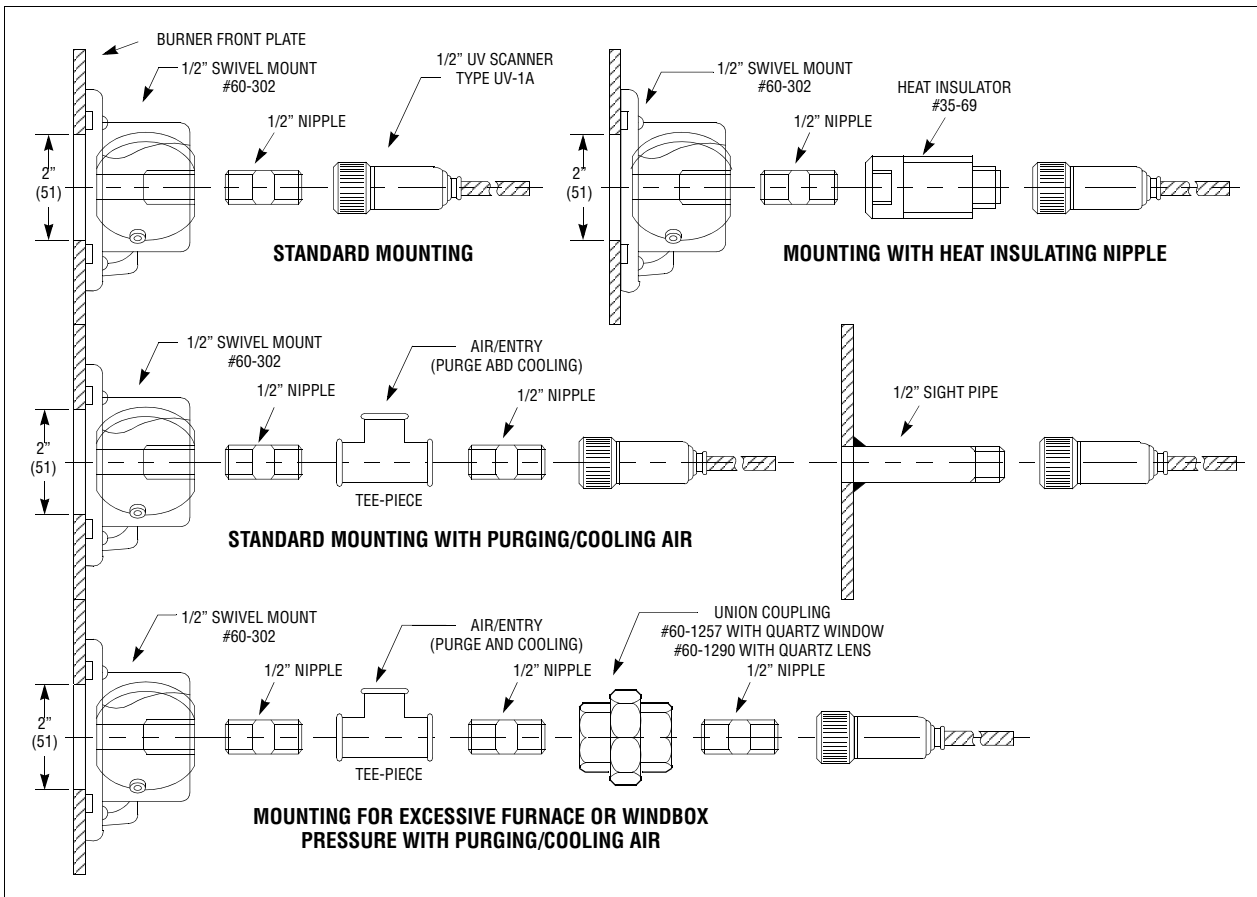 BURNER FRONT PLATE
1/2” SWIVEL MOUNT
#60-302
1/2” NIPPLE
1/2” UV SCANNER
TYPE UV-1A
2”
(51)
STANDARD MOUNTING
1/2” SWIVEL MOUNT
#60-302
1/2” NIPPLE
HEAT INSULATOR
#35-69
2”
(51)
MOUNTING WITH HEAT INSULATING NIPPLE
1/2” SWIVEL MOUNT
#60-302
1/2” NIPPLE
AIR/ENTRY
(PURGE ABD COOLING)
1/2” NIPPLE
2”
(51)
TEE-PIECE
STANDARD MOUNTING WITH PURGING/COOLING AIR
1/2” SIGHT PIPE
1/2” SWIVEL MOUNT
#60-302
1/2” NIPPLE
AIR/ENTRY
(PURGE AND COOLING)
1/2” NIPPLE
UNION COUPLING
#60-1257 WITH QUARTZ WINDOW
#60-1290 WITH QUARTZ LENS
1/2” NIPPLE
2”
(51)
TEE-PIECE
MOUNTING FOR EXCESSIVE FURNACE OR WINDBOX
PRESSURE WITH PURGING/COOLING AIR